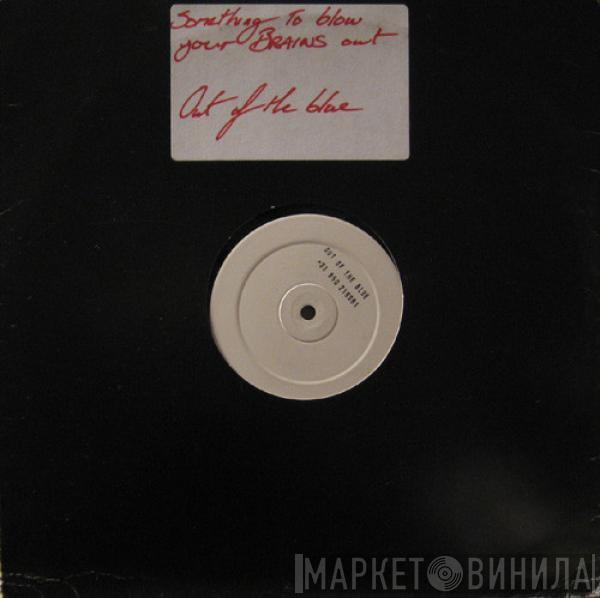 Something To blow
your BRAINS out
Out of the blue
OUT OF THE BLUE
МАРКЕТ ВИНИЛА